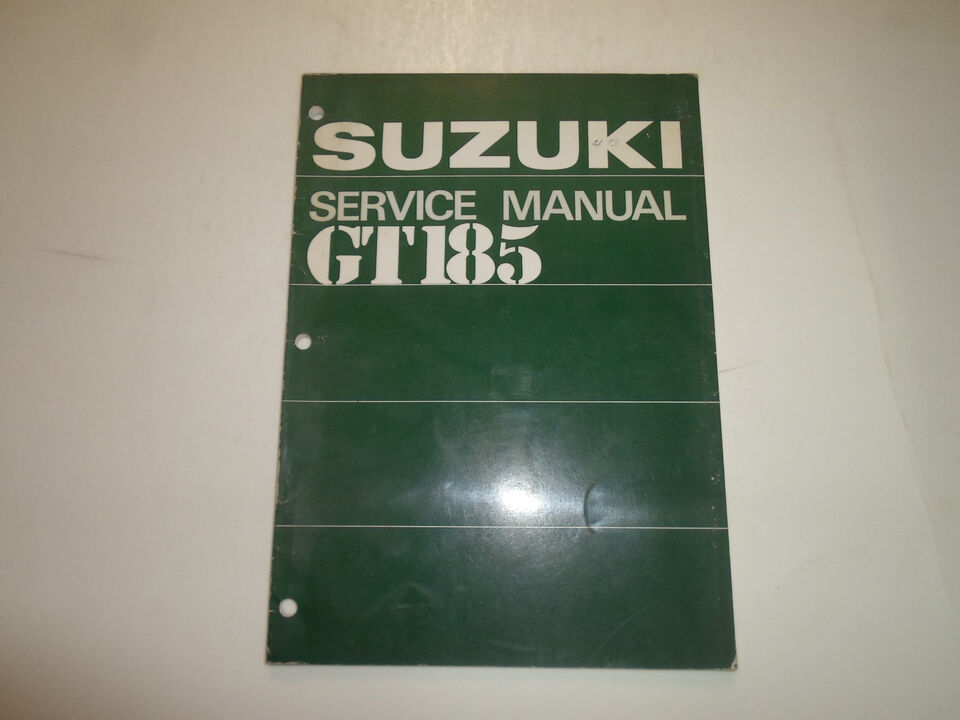 SUZUKI
SERVICE MANUAL
GT185